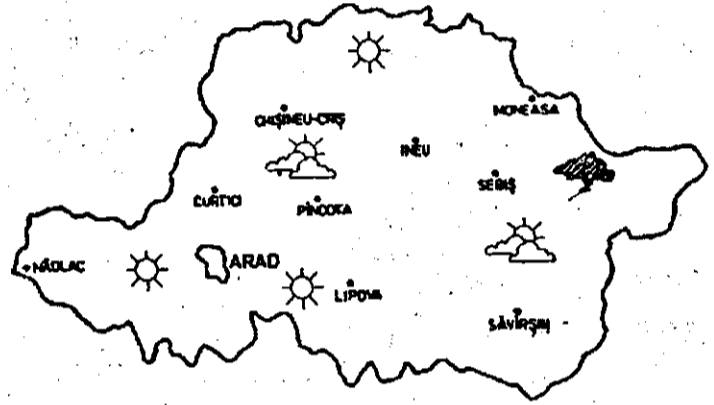 MONEASA
CHIȘINEU-CRIȘ
INEU
SEBIȘ
CURTICI
PÎNCOTA
ARAD
NĂDLAC
LIPOVA
SĂVÎRȘIN